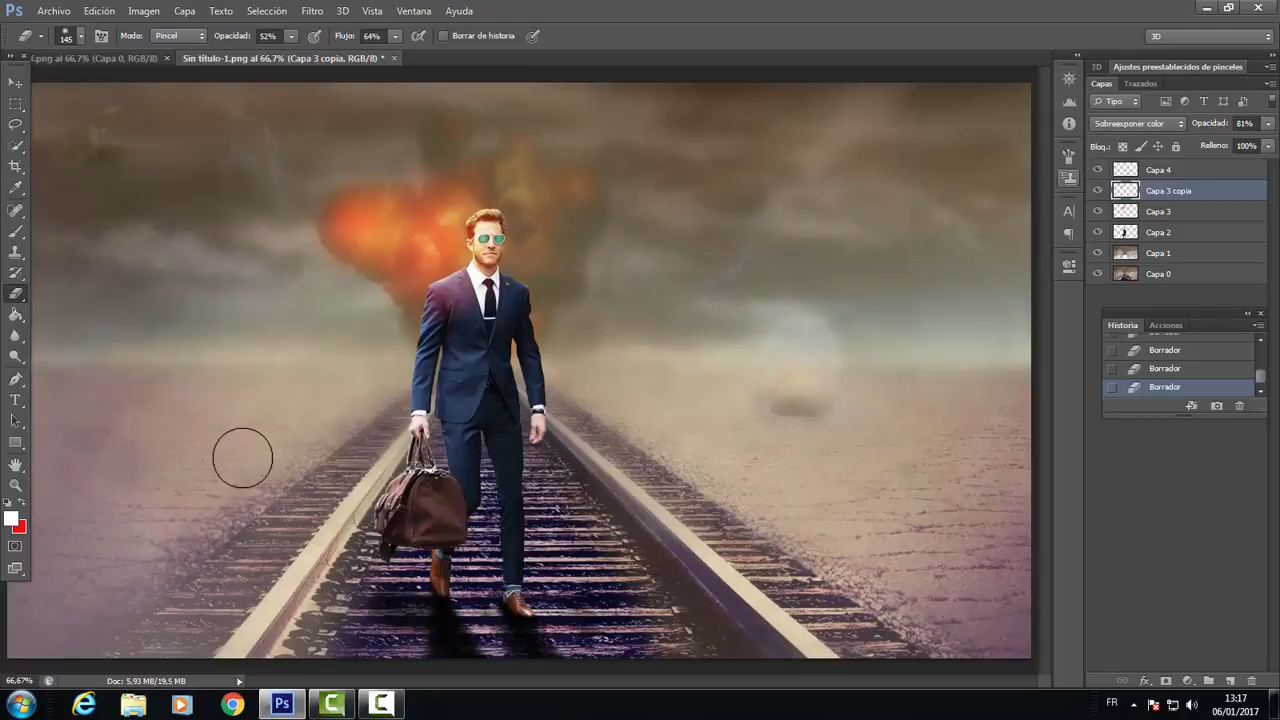 Ps Archivo Edición Imagen Capa Texto Selección Filtro 3D Vista Ventana Ayuda
145 Modo: Pincel Opacidad: 52% Flujo: 64% Borrar de historia 3D
.png al 66,7% (Capa 0, RGB/8) × Sin título-1.png al 66,7% (Capa 3 copia, RGB/8) * ×
3D Ajustes preestablecidos de pinceles
Capas Trazados
Tipo
Sobreexponer color Opacidad: 81%
Bloq.: Relleno: 100%
Capa 4
Capa 3 copia
Capa 3
Capa 2
Capa 1
Capa 0
Historia Acciones
Borrador
Borrador
Borrador
66,67% Doc: 5,93 MB/19,5 MB
Ps FR 13:17
06/01/2017